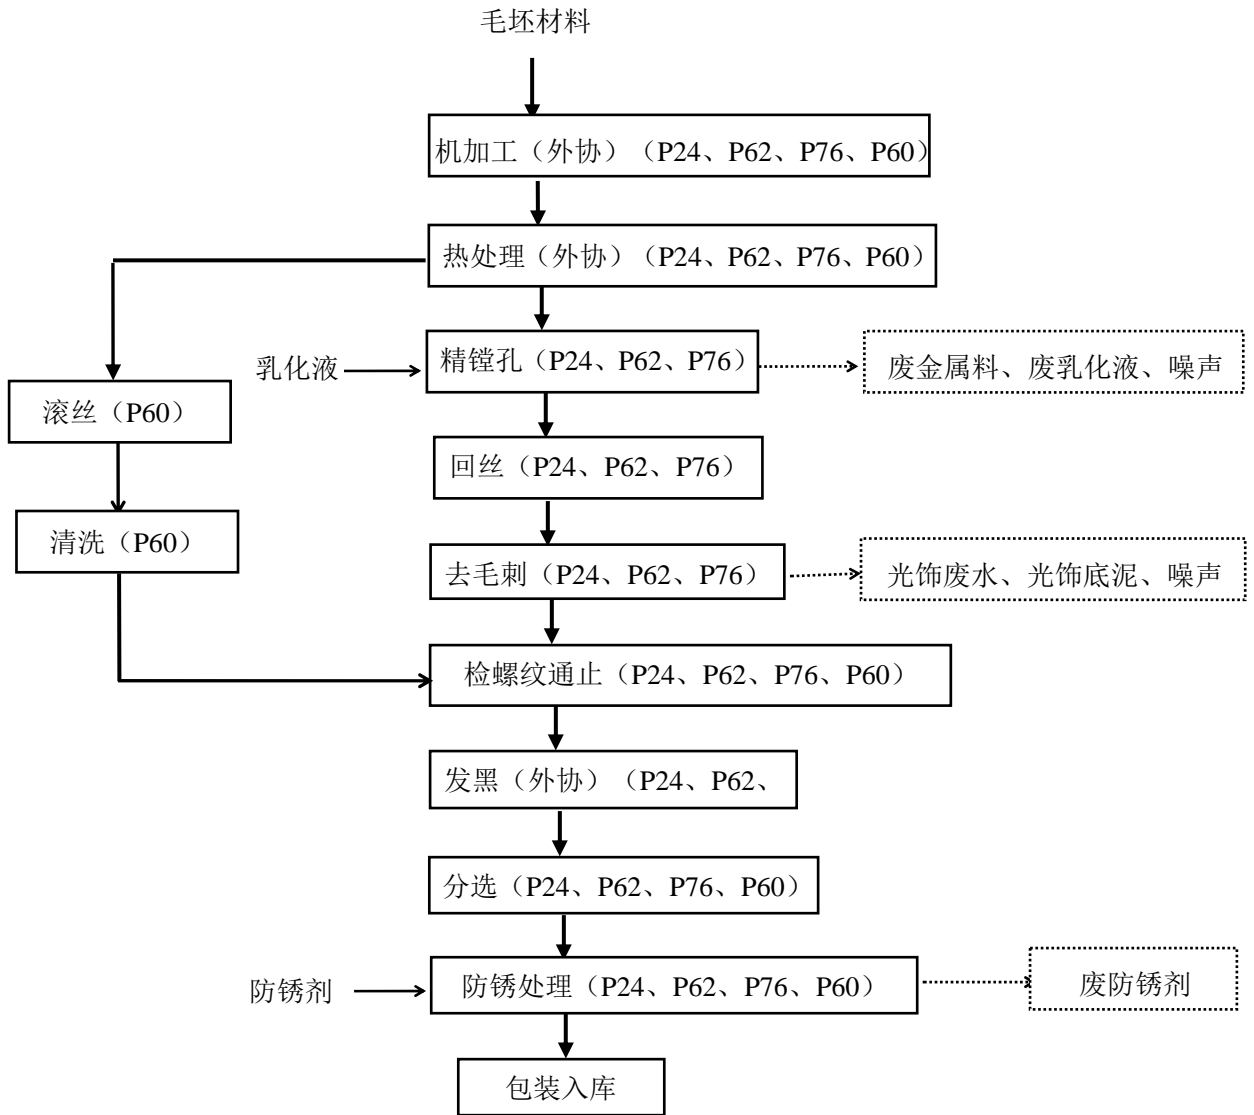 毛坯材料
机加工（外协）（P24、P62、P76、P60）
热处理（外协）（P24、P62、P76、P60）
乳化液
精镗孔（P24、P62、P76）
废金属料、废乳化液、噪声
滚丝（P60）
回丝（P24、P62、P76）
清洗（P60）
去毛刺（P24、P62、P76）
光饰废水、光饰底泥、噪声
检螺纹通止（P24、P62、P76、P60）
发黑（外协）（P24、P62、
分选（P24、P62、P76、P60）
防锈剂
防锈处理（P24、P62、P76、P60）
废防锈剂
包装入库